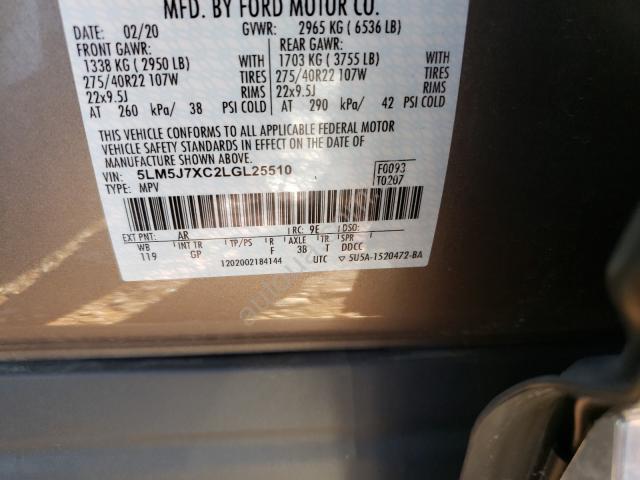 MFD. BY FORD MOTOR CO.
DATE: 02/20 GVWR: 2965 KG ( 6536 LB)
FRONT GAWR: REAR GAWR:
1338 KG ( 2950 LB) WITH 1703 KG ( 3755 LB) WITH
275/40R22 107W TIRES 275/40R22 107W TIRES
22x9.5J RIMS 22x9.5J RIMS
AT 260 kPa/ 38 PSI COLD AT 290 kPa/ 42 PSI COLD
THIS VEHICLE CONFORMS TO ALL APPLICABLE FEDERAL MOTOR
VEHICLE SAFETY STANDARDS IN EFFECT ON THE DATE OF
MANUFACTURE SHOWN ABOVE.
VIN: 5LM5J7XC2LGL25510 F0093
TYPE: MPV T0207
EXT PNT: AR RC: 9E DSO:
WB INT TR TP/PS R AXLE TR SPR
119 GP F 3B T DDCC
1202002184144 UTC ▽ 5U5A-1520472-BA